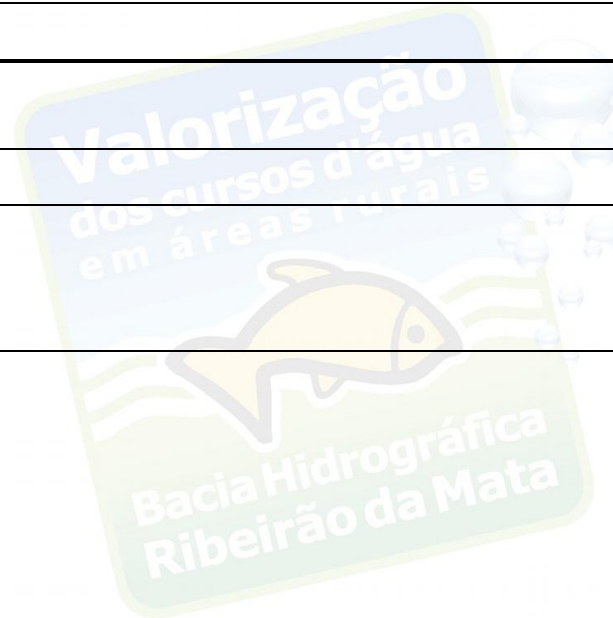 Valorização
dos cursos d'água
em áreas rurais
Bacia Hidrográfica
Ribeirão da Mata